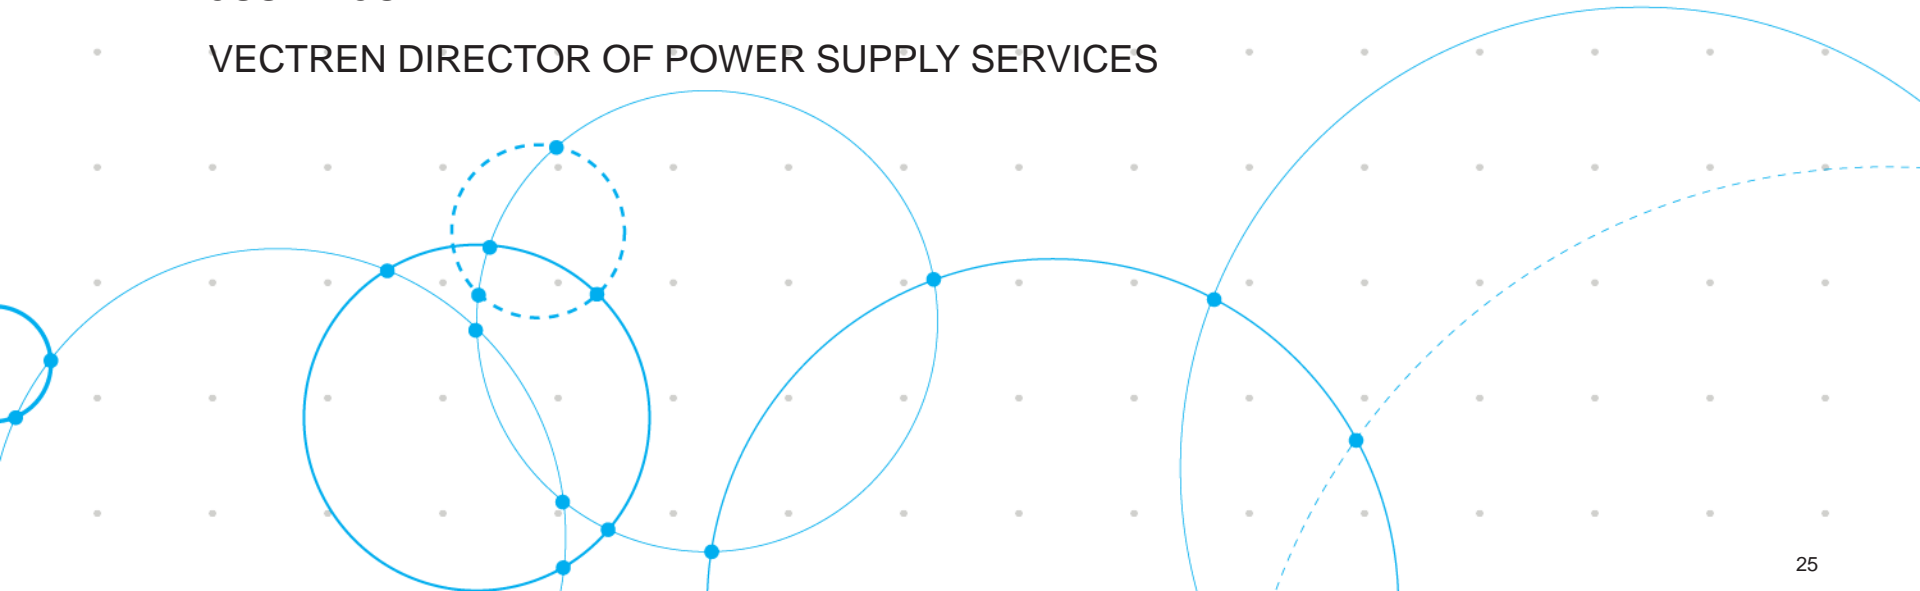 VECTREN DIRECTOR OF POWER SUPPLY SERVICES
25